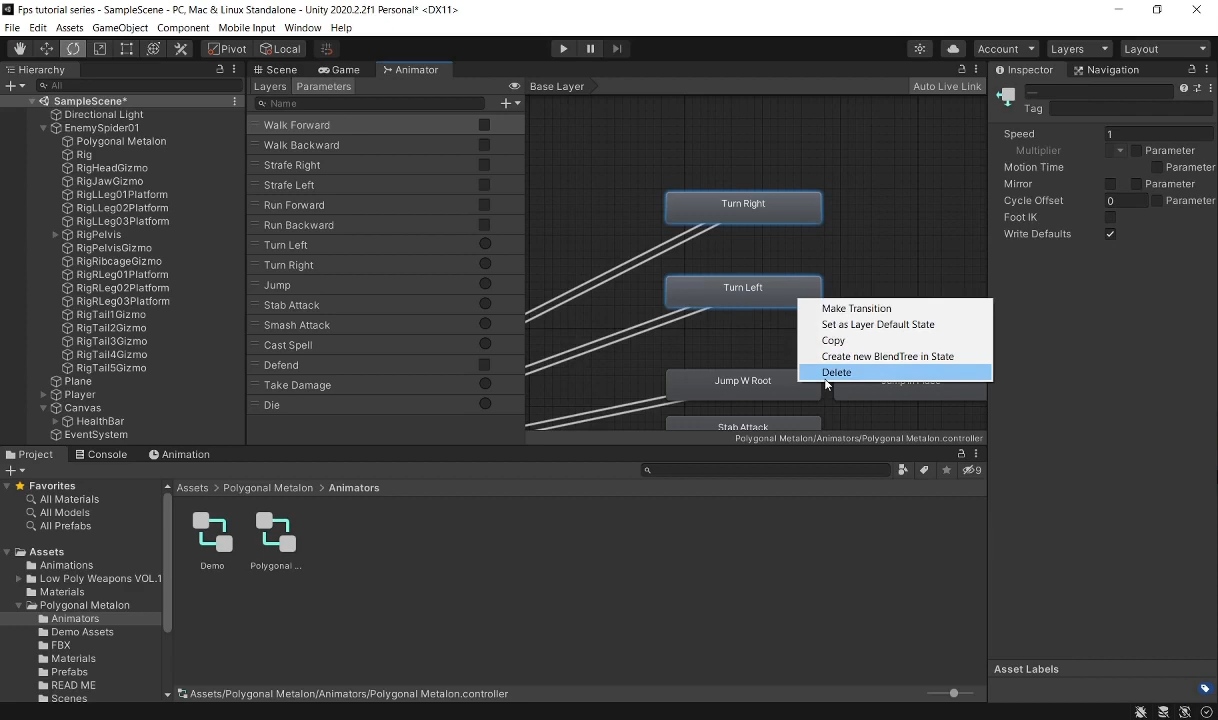 Fps tutorial series - SampleScene - PC, Mac & Linux Standalone - Unity 2020.2.2f1 Personal* <DX11>
File Edit Assets GameObject Component Mobile Input Window Help
Pivot Local Account Layers Layout
Hierarchy
All
SampleScene*
Directional Light
EnemySpider01
Polygonal Metalon
Rig
RigHeadGizmo
RigJawGizmo
RigLLeg01Platform
RigLLeg02Platform
RigLLeg03Platform
RigPelvis
RigPelvisGizmo
RigRibcageGizmo
RigRLeg01Platform
RigRLeg02Platform
RigRLeg03Platform
RigTail1Gizmo
RigTail2Gizmo
RigTail3Gizmo
RigTail4Gizmo
RigTail5Gizmo
Plane
Player
Canvas
HealthBar
EventSystem
Scene Game Animator
Layers Parameters
Base Layer Auto Live Link
Name
Walk Forward
Walk Backward
Strafe Right
Strafe Left
Run Forward
Run Backward
Turn Left
Turn Right
Jump
Stab Attack
Smash Attack
Cast Spell
Defend
Take Damage
Die
Turn Right
Turn Left
Make Transition
Set as Layer Default State
Copy
Create new BlendTree in State
Delete
Jump W Root
Stab Attack
Polygonal Metalon/Animators/Polygonal Metalon.controller
Inspector Navigation
—
Tag
Speed 1
Multiplier Parameter
Motion Time Parameter
Mirror Parameter
Cycle Offset 0 Parameter
Foot IK
Write Defaults
Asset Labels
Project Console Animation
9
Favorites
All Materials
All Models
All Prefabs
Assets
Animations
Low Poly Weapons VOL.1
Materials
Polygonal Metalon
Animators
Demo Assets
FBX
Materials
Prefabs
READ ME
Scenes
Assets > Polygonal Metalon > Animators
Demo
Polygonal ...
Assets/Polygonal Metalon/Animators/Polygonal Metalon.controller